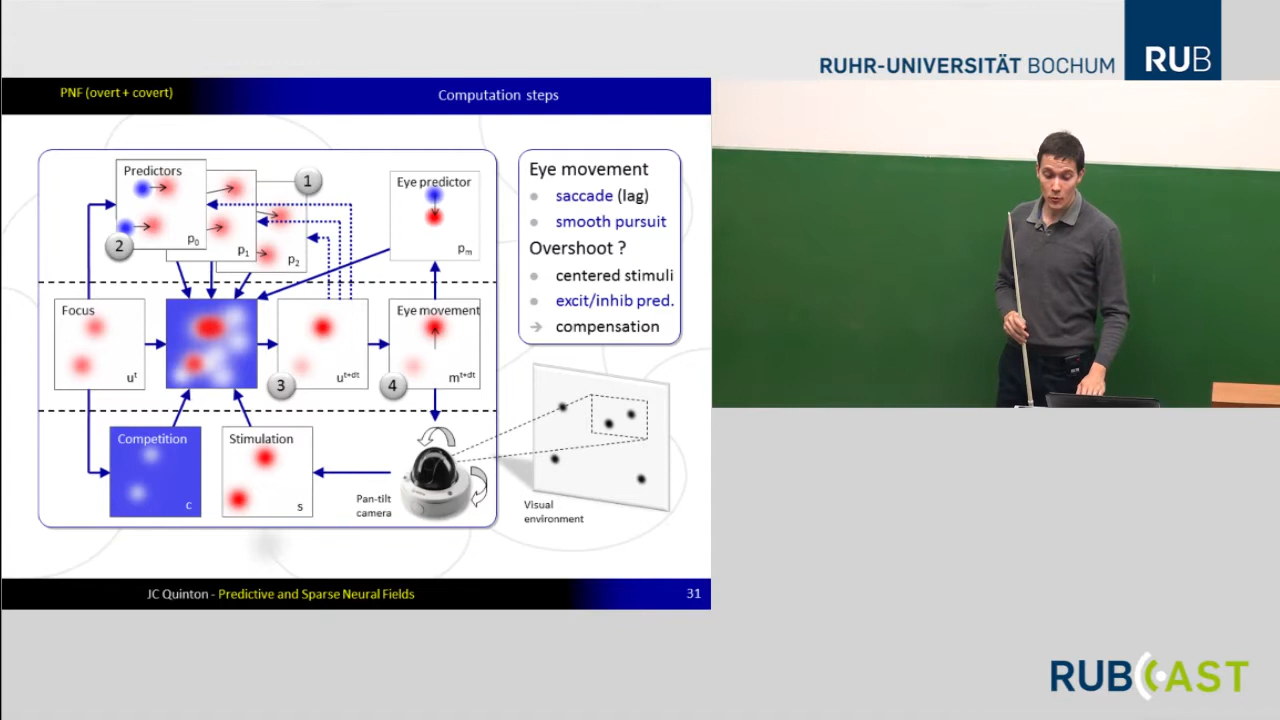 RUHR-UNIVERSITÄT BOCHUM
RUB
PNF (overt + covert)
Computation steps
Predictors
1
Eye predictor
2
p0
p1
p2
pm
Eye movement
saccade (lag)
smooth pursuit
Overshoot ?
centered stimuli
excit/inhib pred.
→ compensation
Focus
ut
3
ut+dt
Eye movement
4
mt+dt
Competition
c
Stimulation
s
Pan-tilt
camera
Visual
environment
JC Quinton - Predictive and Sparse Neural Fields
31
RUBCAST